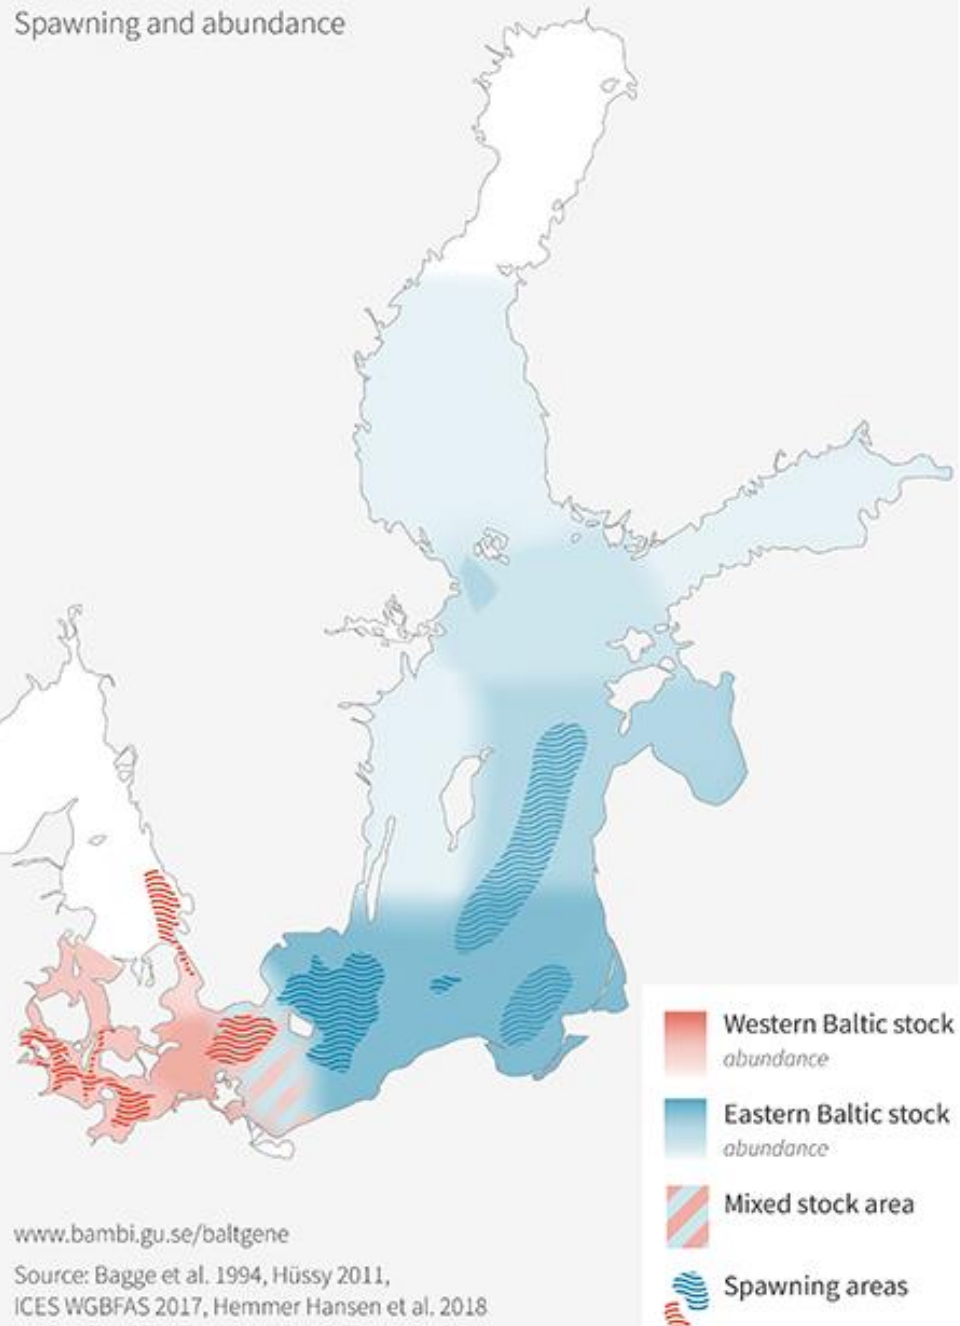 Spawning and abundance
Western Baltic stock
abundance
Eastern Baltic stock
abundance
Mixed stock area
Spawning areas
www.bambi.gu.se/baltgene
Source: Bagge et al. 1994, Hüssy 2011,
ICES WGBFAS 2017, Hemmer Hansen et al. 2018